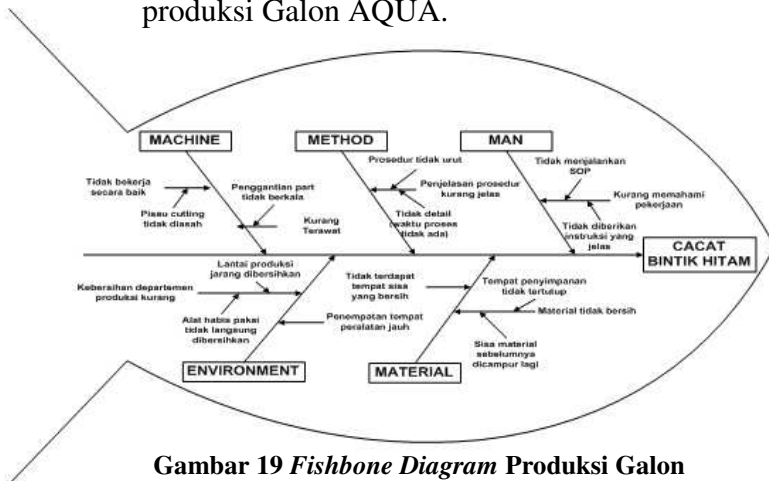 produksi Galon AQUA.
MACHINE
METHOD
MAN
Tidak bekerja
secara baik
Pisau cutting
tidak diasah
Penggantian part
tidak berkala
Kurang
Terawat
Prosedur tidak urut
Penjelasan prosedur
kurang jelas
Tidak detail
(waktu proses
tidak ada)
Tidak menjalankan
SOP
Kurang memahami
pekerjaan
Tidak diberikan
instruksi yang
jelas
CACAT
BINTIK HITAM
Lantai produksi
jarang dibersihkan
Kebersihan departemen
produksi kurang
Alat habis pakai
tidak langsung
dibersihkan
Penempatan tempat
peralatan jauh
Tidak terdapat
tempat sisa
yang bersih
Tempat penyimpanan
tidak tertutup
Material tidak bersih
Sisa material
sebelumnya
dicampur lagi
ENVIRONMENT
MATERIAL
Gambar 19 Fishbone Diagram Produksi Galon